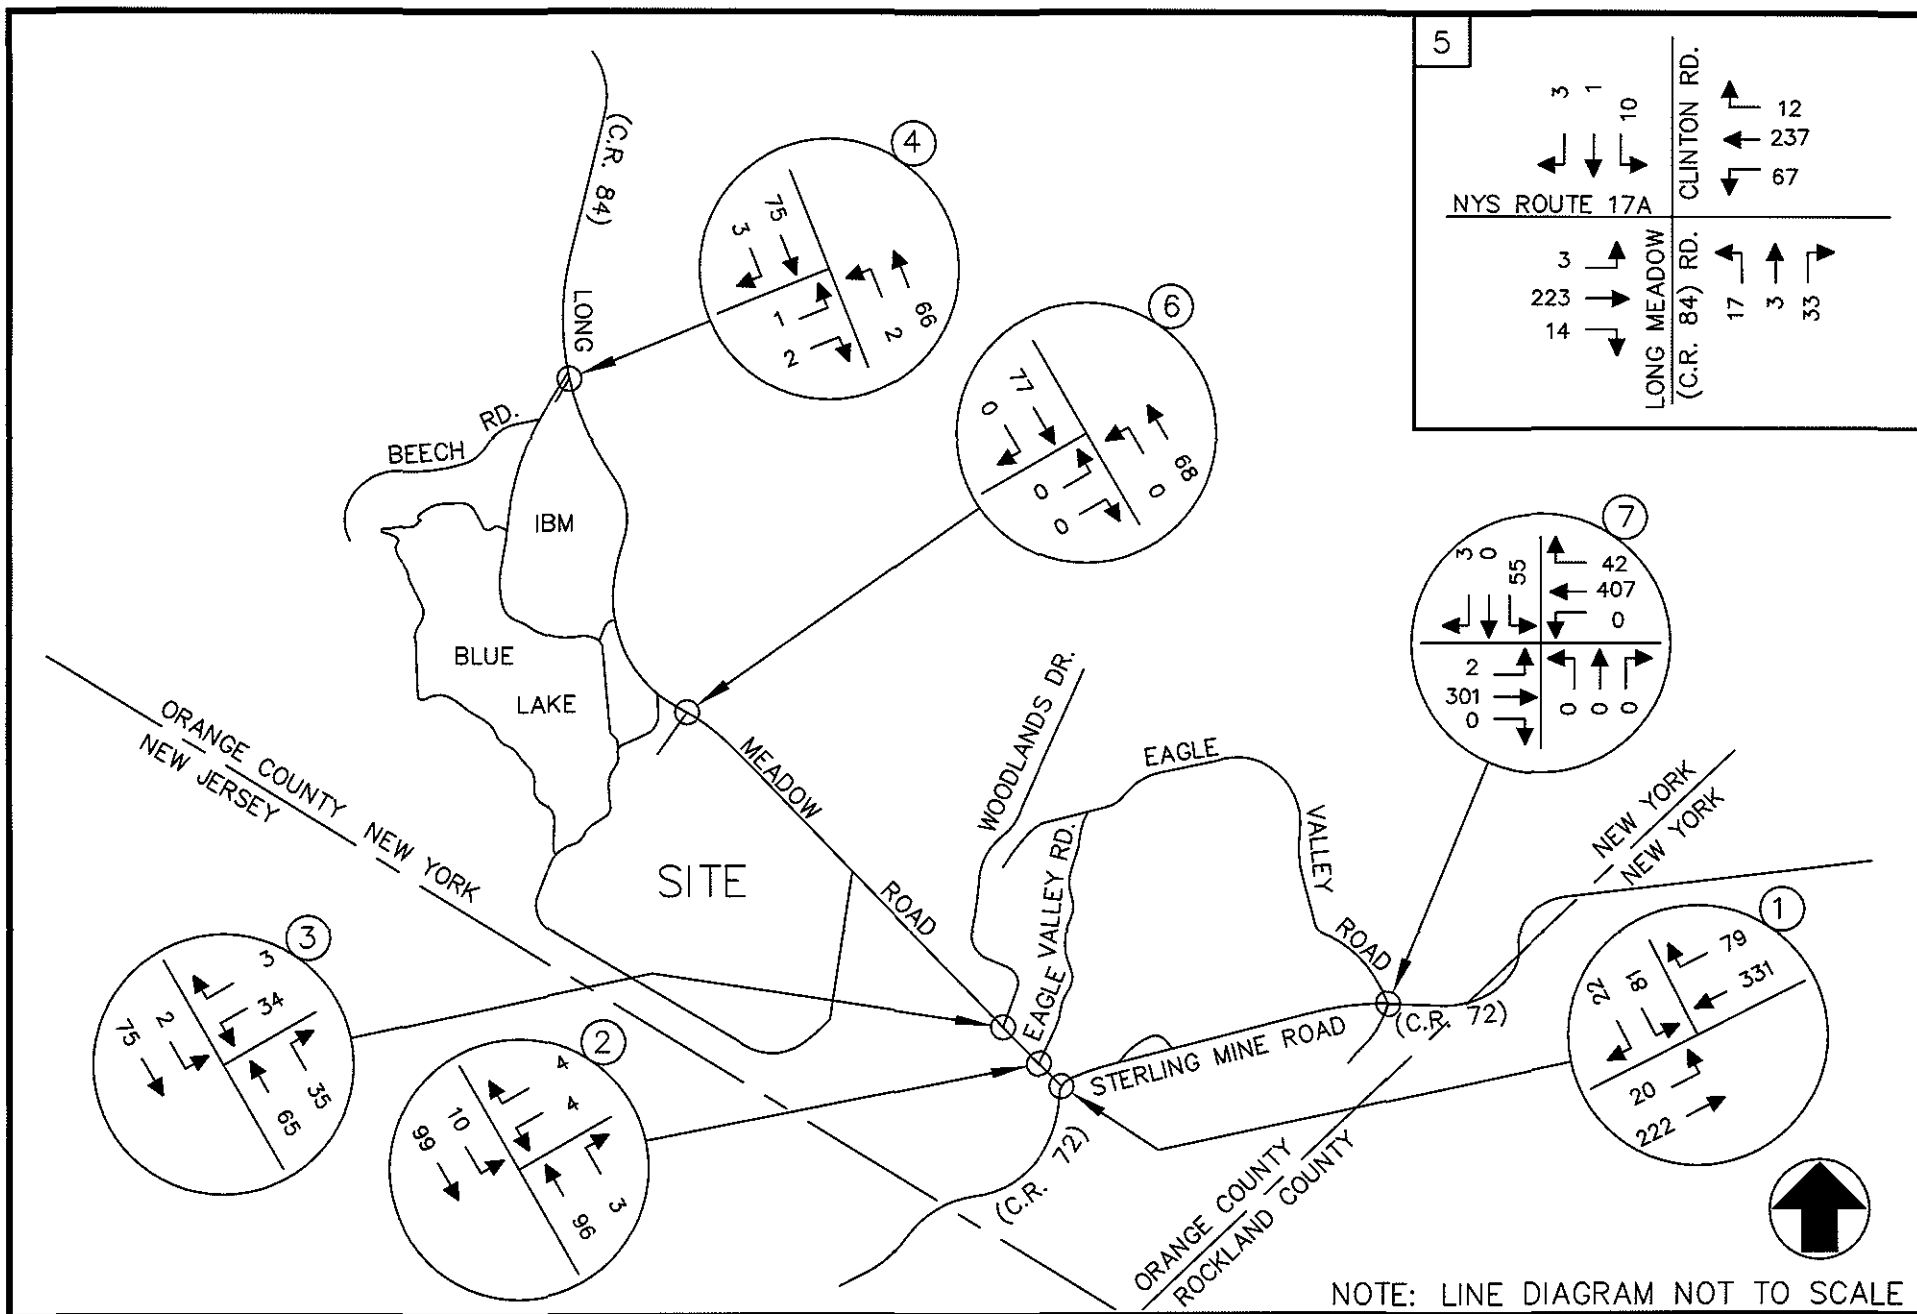 5
3
1
10
12
237
67
CLINTON RD.
NYS ROUTE 17A
3
223
14
LONG MEADOW
(C.R. 84) RD.
17
3
33
(C.R. 84)
LONG
4
75
3
1
2
66
2
6
77
0
0
0
68
0
BEECH RD.
IBM
BLUE
LAKE
7
3
0
55
42
407
0
2
301
0
0
0
0
ORANGE COUNTY NEW YORK
NEW JERSEY
MEADOW
ROAD
SITE
WOODLANDS DR.
EAGLE VALLEY RD.
EAGLE
VALLEY
ROAD
NEW YORK
NEW YORK
STERLING MINE ROAD
(C.R. 72)
(C.R. 72)
3
3
34
2
75
35
65
2
4
4
10
99
3
96
1
79
331
22
81
20
222
ORANGE COUNTY
ROCKLAND COUNTY
NOTE: LINE DIAGRAM NOT TO SCALE